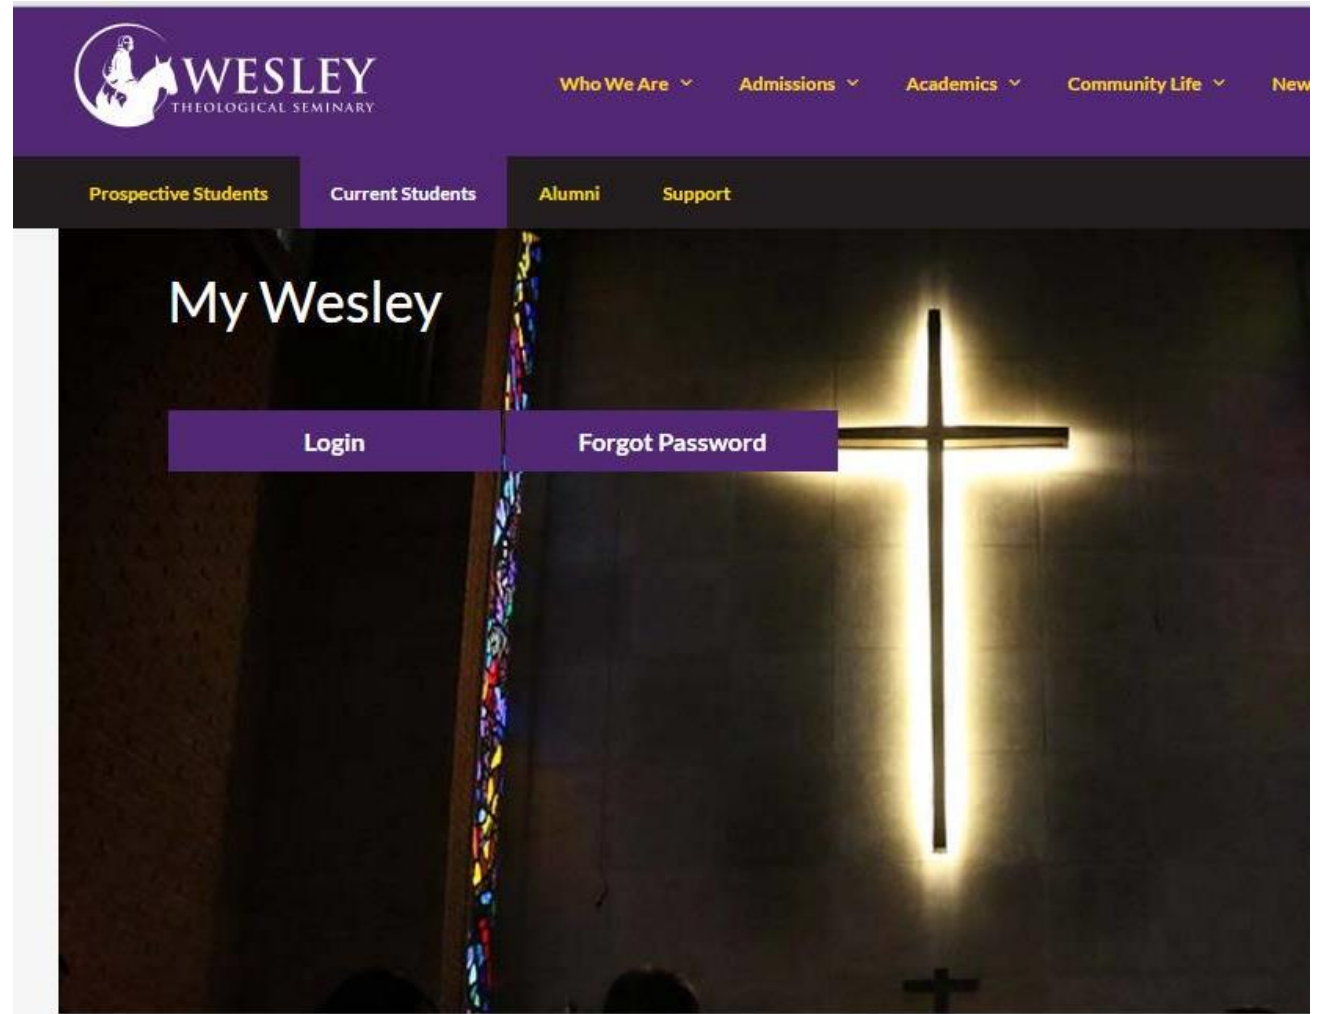 WESLEY
THEOLOGICAL SEMINARY
Who We Are Admissions Academics Community Life New
Prospective Students Current Students Alumni Support
My Wesley
Login Forgot Password